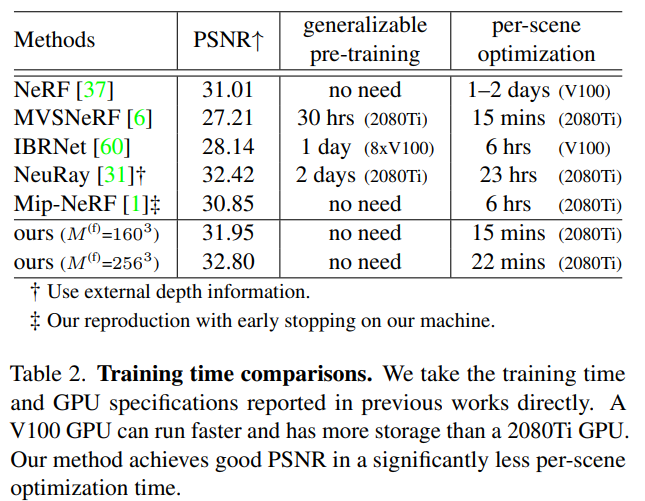 Methods PSNR↑ generalizable pre-training per-scene optimization
NeRF [37] 31.01 no need 1–2 days (V100)
MVSNeRF [6] 27.21 30 hrs (2080Ti) 15 mins (2080Ti)
IBRNet [60] 28.14 1 day (8xV100) 6 hrs (V100)
NeuRay [31]† 32.42 2 days (2080Ti) 23 hrs (2080Ti)
Mip-NeRF [1]‡ 30.85 no need 6 hrs (2080Ti)
ours (M⁽ᶠ⁾=160³) 31.95 no need 15 mins (2080Ti)
ours (M⁽ᶠ⁾=256³) 32.80 no need 22 mins (2080Ti)
† Use external depth information.
‡ Our reproduction with early stopping on our machine.
Table 2. Training time comparisons. We take the training time
and GPU specifications reported in previous works directly. A
V100 GPU can run faster and has more storage than a 2080Ti GPU.
Our method achieves good PSNR in a significantly less per-scene
optimization time.